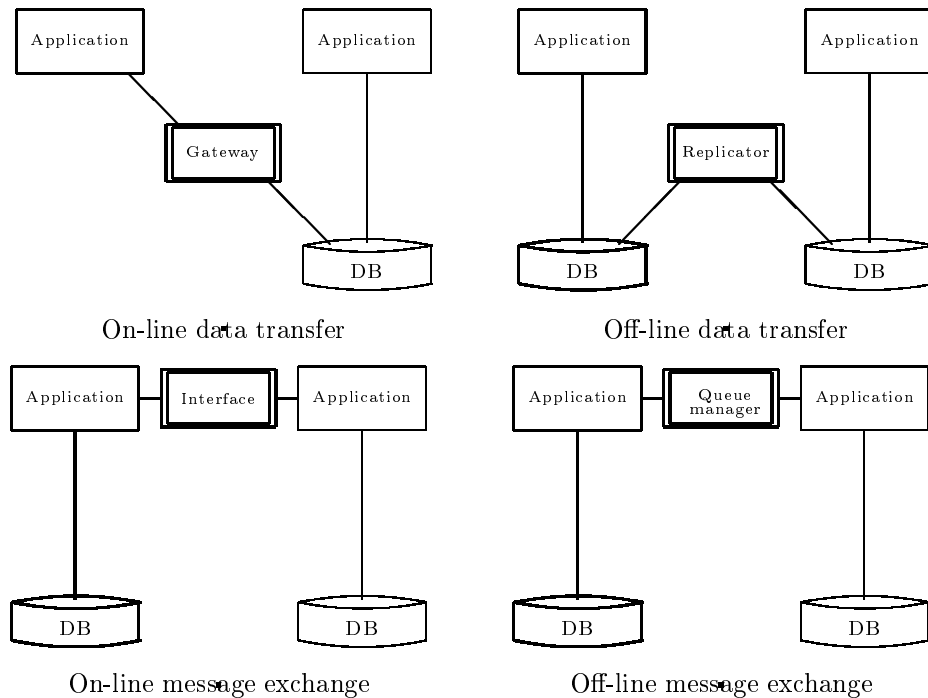 Application
Application
Gateway
DB
On-line data transfer
Application
Application
Replicator
DB
DB
Off-line data transfer
Application
Interface
Application
DB
DB
On-line message exchange
Application
Queue
manager
Application
DB
DB
Off-line message exchange